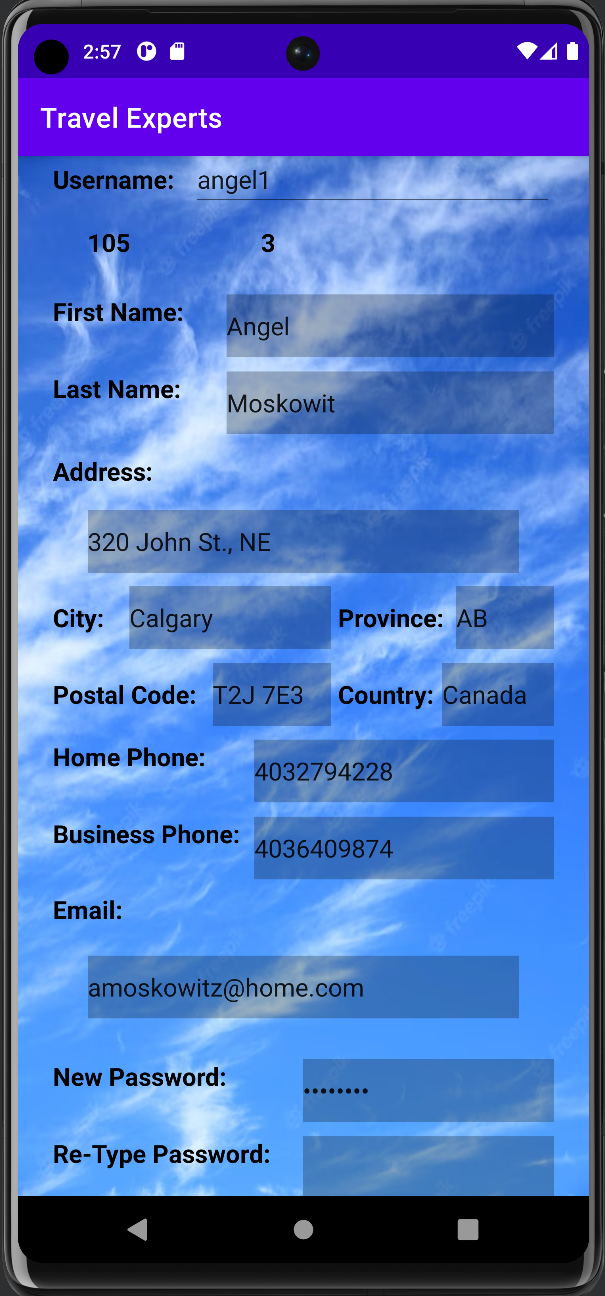 2:57
Travel Experts
Username: angel1
105 3
First Name: Angel
Last Name: Moskowit
Address:
320 John St., NE
City: Calgary Province: AB
Postal Code: T2J 7E3 Country: Canada
Home Phone: 4032794228
Business Phone: 4036409874
Email:
amoskowitz@home.com
New Password: ••••••••
Re-Type Password: